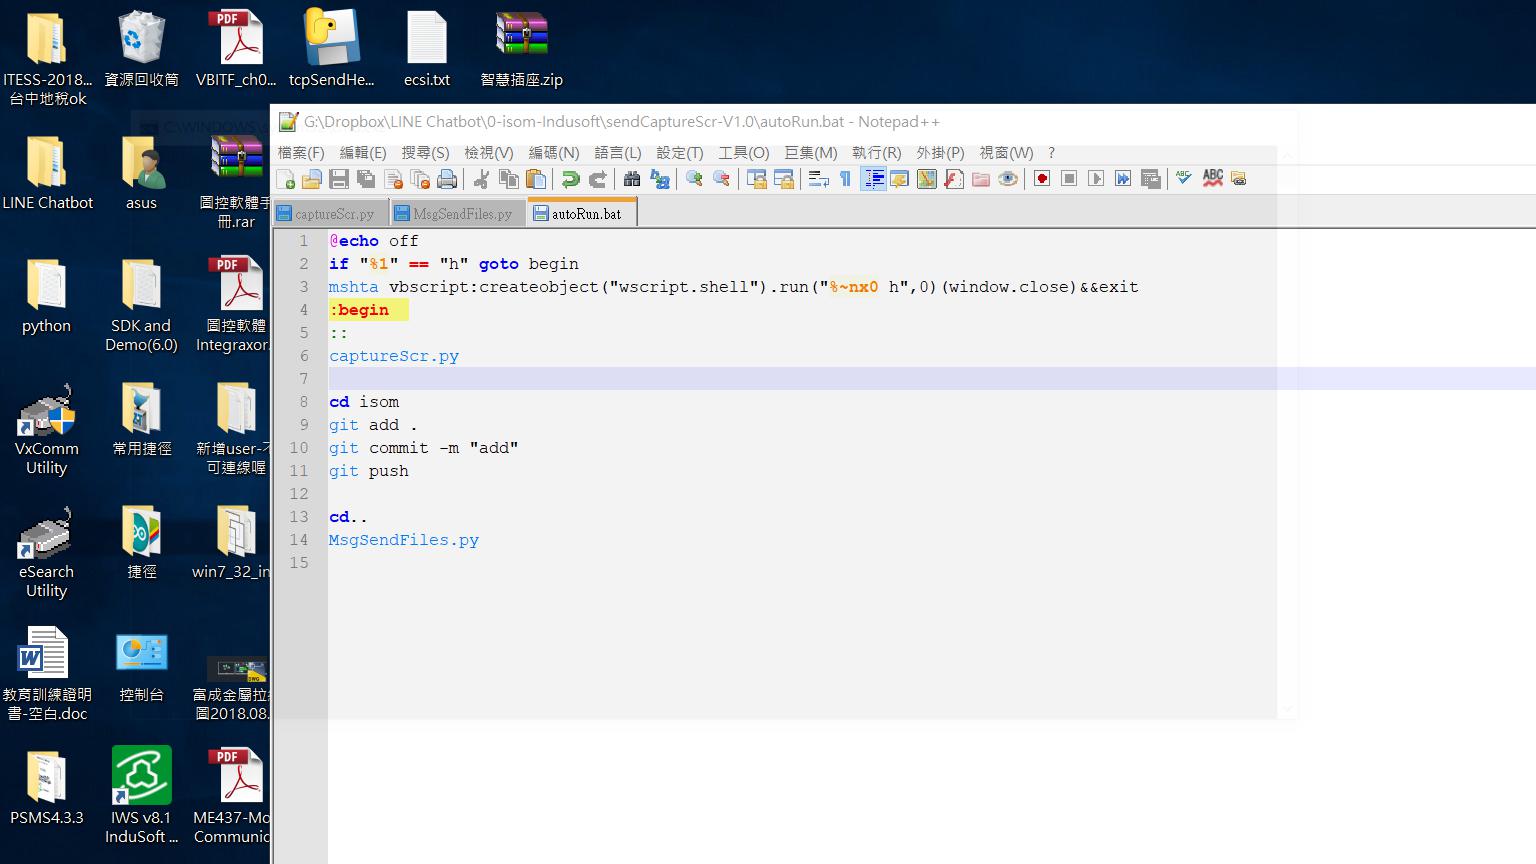 ITESS-2018...
台中地稅ok
資源回收筒
VBITF_ch0...
tcpSendHe...
ecsi.txt
智慧插座.zip
LINE Chatbot
asus
圖控軟體手
冊.rar
python
SDK and
Demo(6.0)
圖控軟體
Integraxor.
VxComm
Utility
常用捷徑
新增user-不
可連線喔
eSearch
Utility
捷徑
win7_32_in
教育訓練證明
書-空白.doc
控制台
富成金屬拉
圖2018.08.
PSMS4.3.3
IWS v8.1
InduSoft ...
ME437-Mo
Communic
C:\WINDOWS\s
G:\Dropbox\LINE Chatbot\0-isom-Indusoft\sendCaptureScr-V1.0\autoRun.bat - Notepad++
檔案(F) 編輯(E) 搜尋(S) 檢視(V) 編碼(N) 語言(L) 設定(T) 工具(O) 巨集(M) 執行(R) 外掛(P) 視窗(W) ?
captureScr.py MsgSendFiles.py autoRun.bat
1 @echo off
2 if "%1" == "h" goto begin
3 mshta vbscript:createobject("wscript.shell").run("%~nx0 h",0)(window.close)&&exit
4 :begin
5 ::
6 captureScr.py
7
8 cd isom
9 git add .
10 git commit -m "add"
11 git push
12
13 cd..
14 MsgSendFiles.py
15